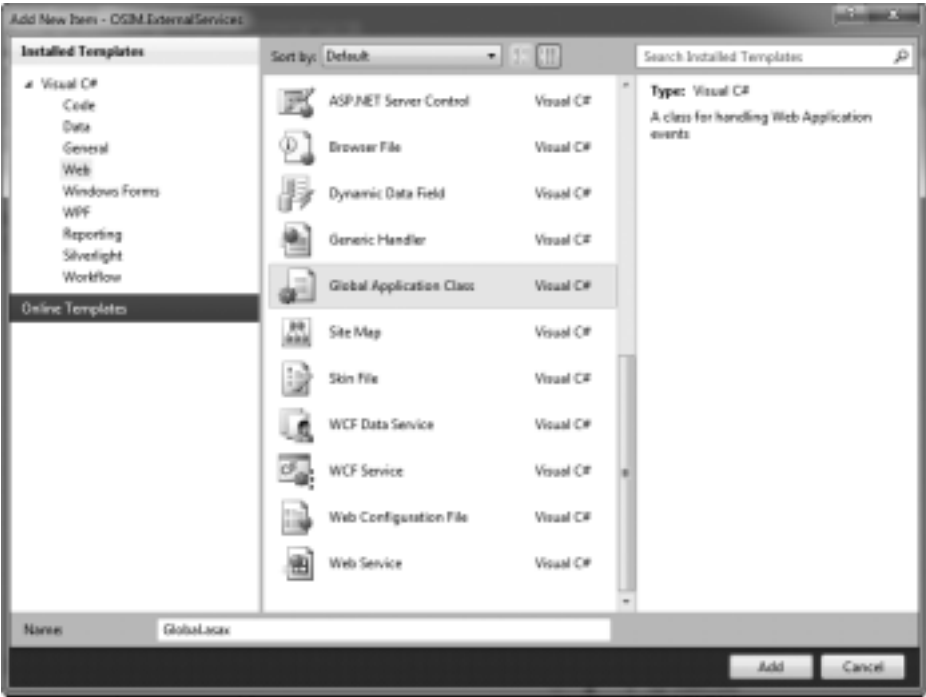 Add New Item - OSIM.ExternalServices
Installed Templates
Visual C#
Code
Data
General
Web
Windows Forms
WPF
Reporting
Silverlight
Workflow
Online Templates
Sort by: Default
ASP.NET Server Control Visual C#
Browser File Visual C#
Dynamic Data Field Visual C#
Generic Handler Visual C#
Global Application Class Visual C#
Site Map Visual C#
Skin File Visual C#
WCF Data Service Visual C#
WCF Service Visual C#
Web Configuration File Visual C#
Web Service Visual C#
Search Installed Templates
Type: Visual C#
A class for handling Web Application
events
Name: Global.asax
Add Cancel